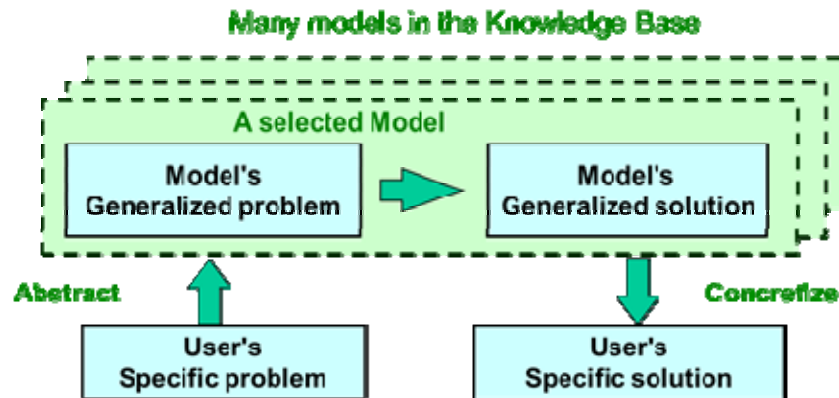 Many models in the Knowledge Base
A selected Model
Model's
Generalized problem
Model's
Generalized solution
Abstract
Concretize
User's
Specific problem
User's
Specific solution